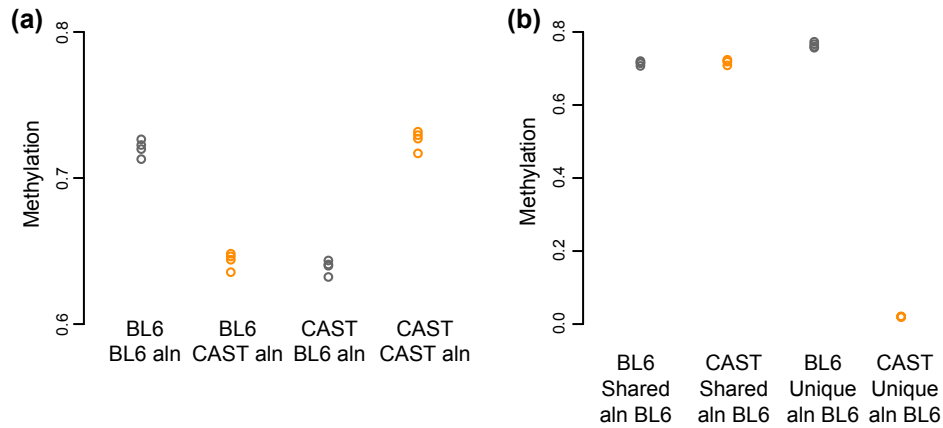 (a)
Methylation
0.8
0.7
0.6
BL6
BL6 aln
BL6
CAST aln
CAST
BL6 aln
CAST
CAST aln
(b)
Methylation
0.8
0.6
0.4
0.2
0.0
BL6
Shared
aln BL6
CAST
Shared
aln BL6
BL6
Unique
aln BL6
CAST
Unique
aln BL6